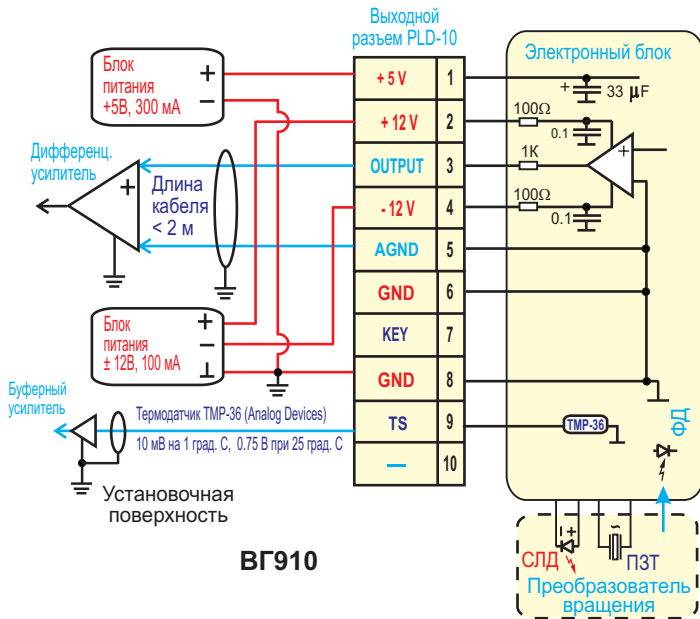 Выходной
разъем PLD-10
Электронный блок
Блок
питания
+5В, 300 мА
+
−
+ 5 V 1
+ 33 μF
100Ω
+ 12 V 2
0.1
Дифференц.
усилитель
+
Длина
кабеля
< 2 м
OUTPUT 3
1К
+
100Ω
- 12 V 4
0.1
AGND 5
GND 6
Блок
питания
± 12В, 100 мА
+
−
⊥
KEY 7
GND 8
Буферный
усилитель
Термодатчик TMP-36 (Analog Devices)
10 мВ на 1 град. С, 0.75 В при 25 град. С
TS 9
TMP-36
ФД
— 10
Установочная
поверхность
ВГ910
− +
~
СЛД ПЗТ
Преобразователь
вращения